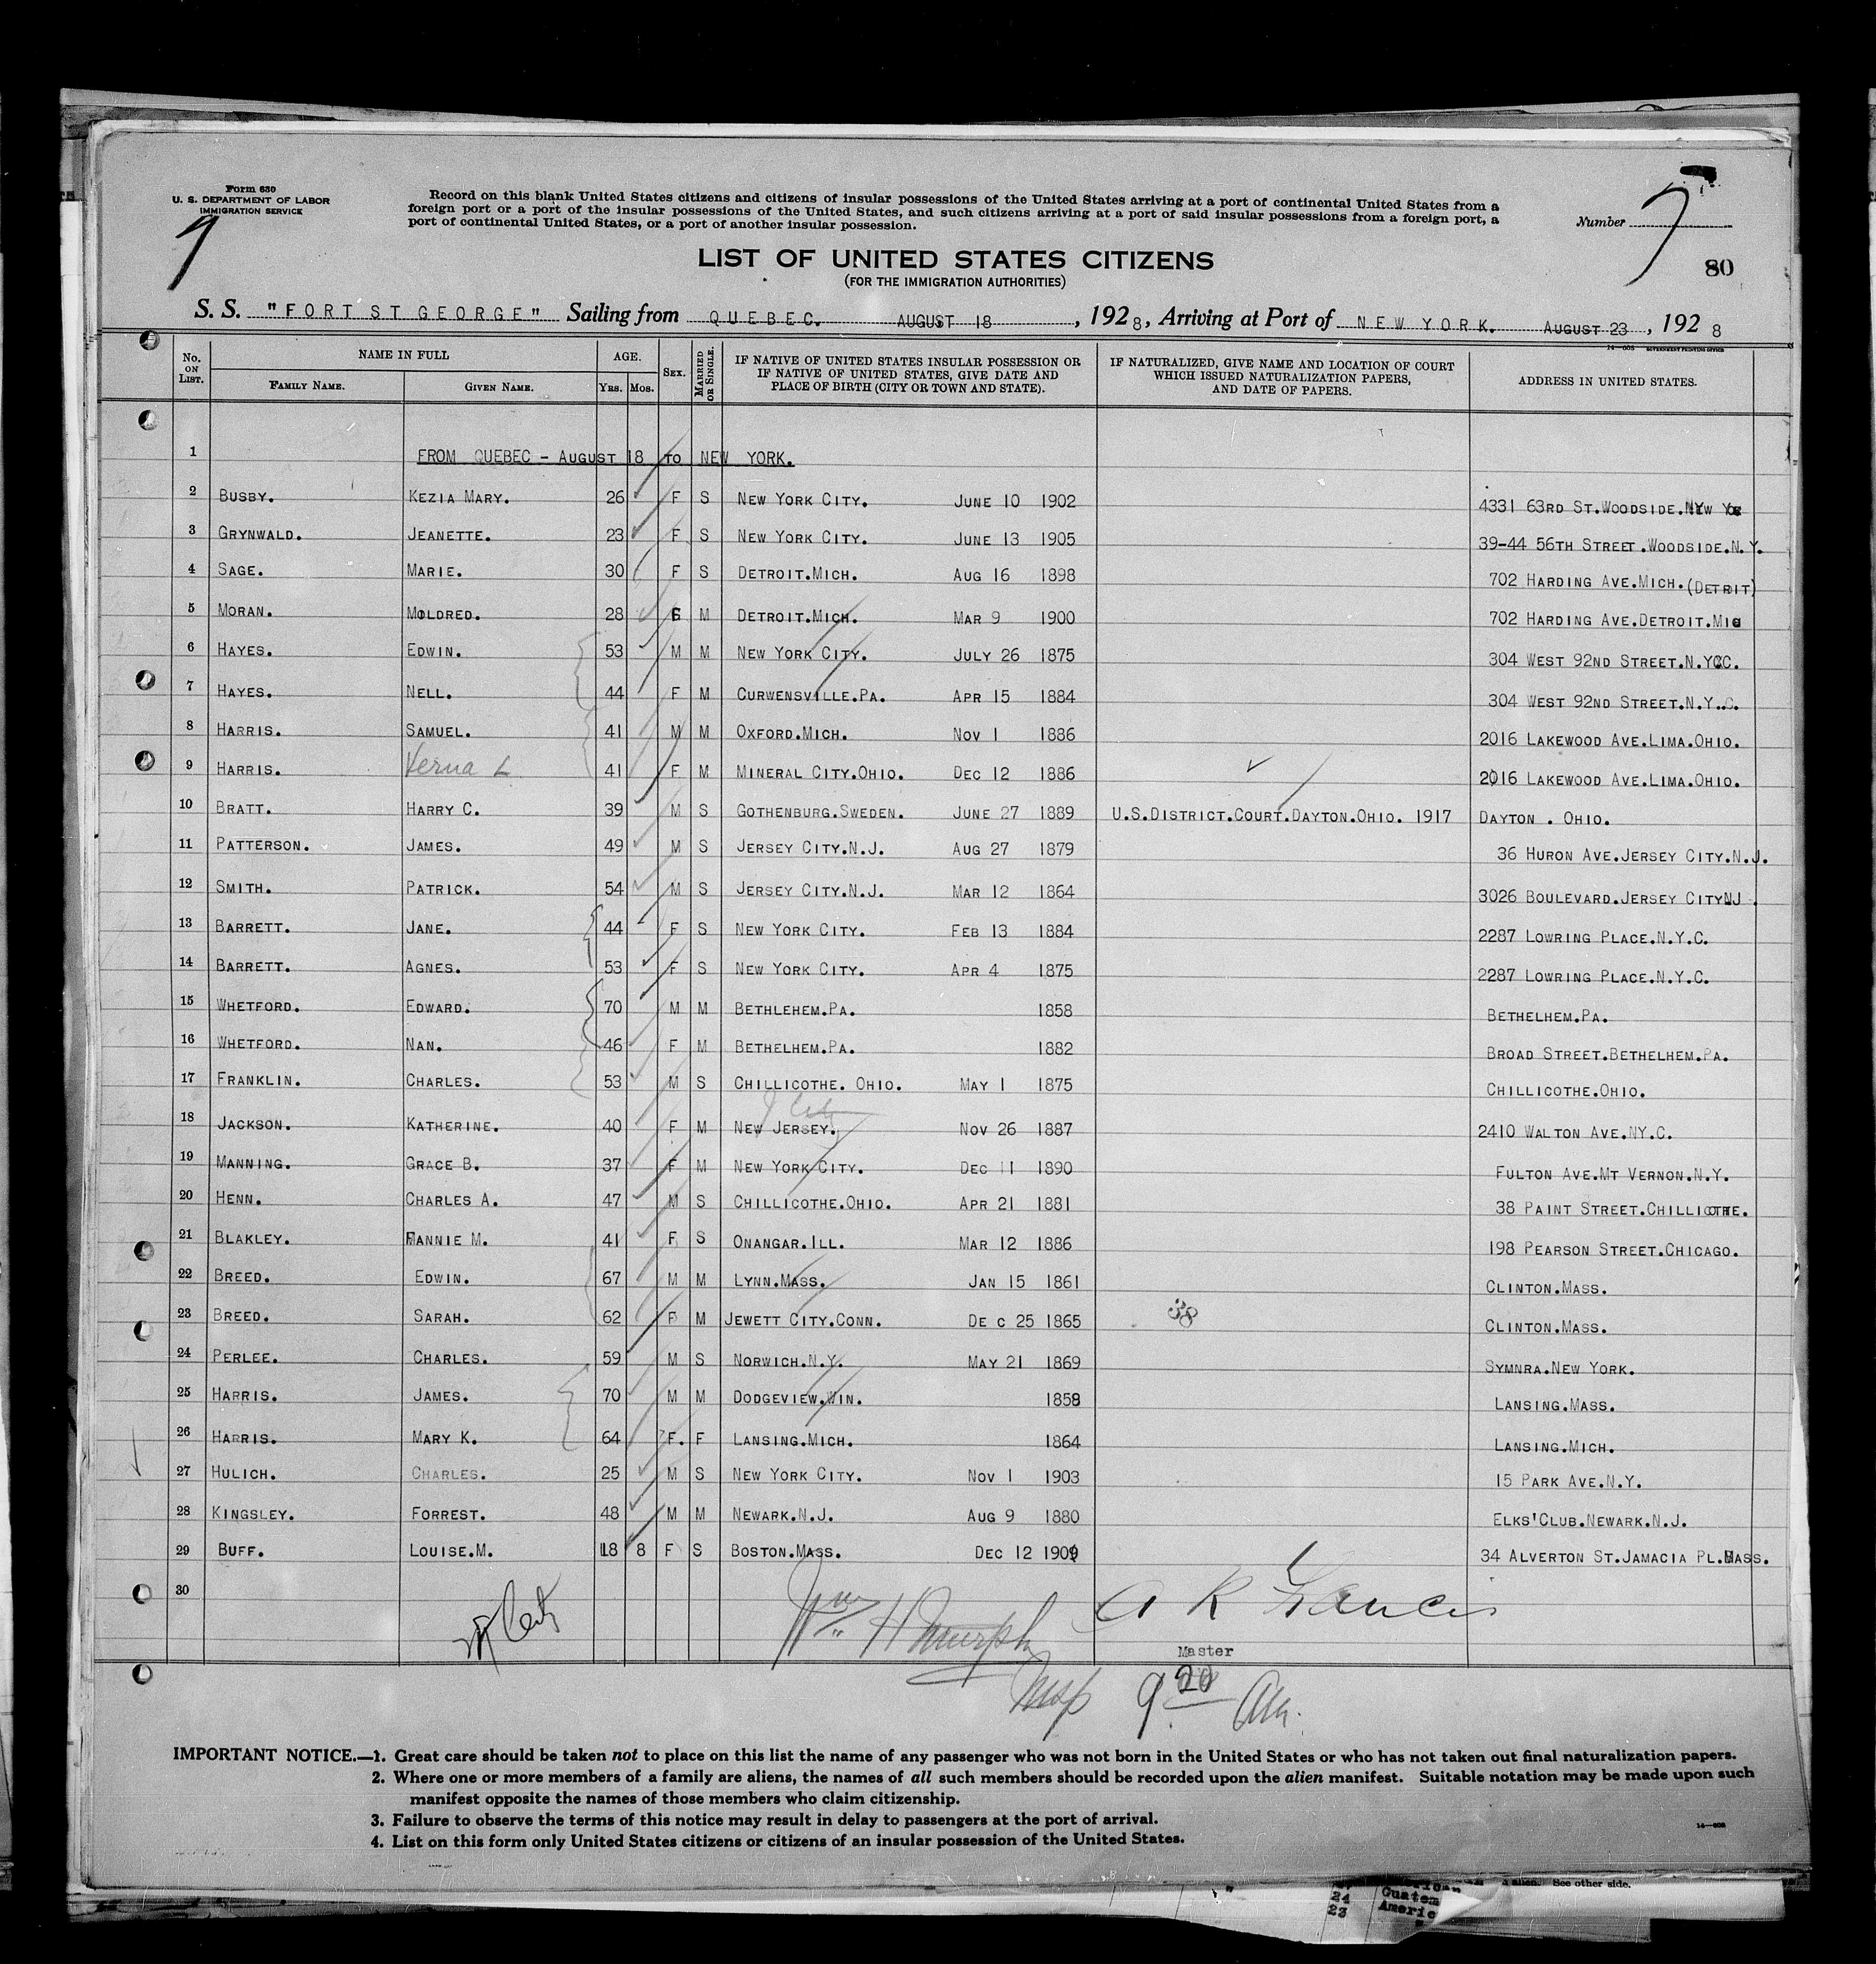 Form 630
U. S. DEPARTMENT OF LABOR
IMMIGRATION SERVICE
Record on this blank United States citizens and citizens of insular possessions of the United States arriving at a port of continental United States from a
foreign port or a port of the insular possessions of the United States, and such citizens arriving at a port of said insular possessions from a foreign port, a
port of continental United States, or a port of another insular possession.
Number 7
7
80
LIST OF UNITED STATES CITIZENS
(FOR THE IMMIGRATION AUTHORITIES)
S. S. "FORT ST GEORGE" Sailing from QUEBEC. AUGUST 18, 1928, Arriving at Port of NEW YORK. AUGUST 23, 1928
14—608 GOVERNMENT PRINTING OFFICE
No. ON LIST. NAME IN FULL FAMILY NAME. GIVEN NAME. AGE. YRS. MOS. SEX. MARRIED OR SINGLE. IF NATIVE OF UNITED STATES INSULAR POSSESSION OR IF NATIVE OF UNITED STATES, GIVE DATE AND PLACE OF BIRTH (CITY OR TOWN AND STATE). IF NATURALIZED, GIVE NAME AND LOCATION OF COURT WHICH ISSUED NATURALIZATION PAPERS, AND DATE OF PAPERS. ADDRESS IN UNITED STATES.
1 FROM QUEBEC - AUGUST 18 TO NEW YORK.
2 BUSBY. KEZIA MARY. 26 F S NEW YORK CITY. JUNE 10 1902 4331 63RD ST.WOODSIDE.
3 GRYNWALD. JEANETTE. 23 F S NEW YORK CITY. JUNE 13 1905 39-44 56TH STREET.WOODSIDE.N.Y.
4 SAGE. MARIE. 30 F S DETROIT.MICH. AUG 16 1898 702 HARDING AVE.MICH.(DETROIT)
5 MORAN. MILDRED. 28 F M DETROIT.MICH. MAR 9 1900 702 HARDING AVE.DETROIT.MIC
6 HAYES. EDWIN. 53 M M NEW YORK CITY. JULY 26 1875 304 WEST 92ND STREET.N.Y.C.
7 HAYES. NELL. 44 F M CURWENSVILLE.PA. APR 15 1884 304 WEST 92ND STREET.N.Y.C.
8 HARRIS. SAMUEL. 41 M M OXFORD.MICH. NOV 1 1886 2016 LAKEWOOD AVE.LIMA.OHIO.
9 HARRIS. Verna L 41 F M MINERAL CITY.OHIO. DEC 12 1886 2016 LAKEWOOD AVE.LIMA.OHIO.
10 BRATT. HARRY C. 39 M S GOTHENBURG.SWEDEN. JUNE 27 1889 U.S.DISTRICT.COURT.DAYTON.OHIO. 1917 DAYTON . OHIO.
11 PATTERSON. JAMES. 49 M S JERSEY CITY.N.J. AUG 27 1879 36 HURON AVE.JERSEY CITY.N.J.
12 SMITH. PATRICK. 54 M S JERSEY CITY.N.J. MAR 12 1864 3026 BOULEVARD.JERSEY CITYNJ.
13 BARRETT. JANE. 44 F S NEW YORK CITY. FEB 13 1884 2287 LOWRING PLACE.N.Y.C.
14 BARRETT. AGNES. 53 F S NEW YORK CITY. APR 4 1875 2287 LOWRING PLACE.N.Y.C.
15 WHETFORD. EDWARD. 70 M M BETHLEHEM.PA. 1858 BETHELHEM.PA.
16 WHETFORD. NAN. 46 F M BETHELHEM.PA. 1882 BROAD STREET.BETHELHEM.PA.
17 FRANKLIN. CHARLES. 53 M S CHILLICOTHE. OHIO. MAY 1 1875 CHILLICOTHE.OHIO.
18 JACKSON. KATHERINE. 40 F M NEW JERSEY. J City NOV 26 1887 2410 WALTON AVE.NY.C.
19 MANNING. GRACE B. 37 F M NEW YORK CITY. DEC 11 1890 FULTON AVE.MT VERNON.N.Y.
20 HENN. CHARLES A. 47 M S CHILLICOTHE.OHIO. APR 21 1881 38 PAINT STREET.CHILLICOTHE.
21 BLAKLEY. FANNIE M. 41 F S ONANGAR.ILL. MAR 12 1886 198 PEARSON STREET.CHICAGO.
22 BREED. EDWIN. 67 M M LYNN.MASS. JAN 15 1861 CLINTON.MASS.
23 BREED. SARAH. 62 F M JEWETT CITY.CONN. DE C 25 1865 38 CLINTON.MASS.
24 PERLEE. CHARLES. 59 M S NORWICH.N.Y. MAY 21 1869 SYMNRA.NEW YORK.
25 HARRIS. JAMES. 70 M M DODGEVIEW.WIN. 1858 LANSING.MASS.
26 HARRIS. MARY K. 64 F. F LANSING.MICH. 1864 LANSING.MICH.
27 HULICH. CHARLES. 25 M S NEW YORK CITY. NOV 1 1903 15 PARK AVE.N.Y.
28 KINGSLEY. FORREST. 48 M M NEWARK.N.J. AUG 9 1880 ELKS'CLUB.NEWARK.N.J.
29 BUFF. LOUISE.M. 18 8 F S BOSTON.MASS. DEC 12 1909 34 ALVERTON ST.JAMACIA PL.MASS.
30
Wm H Murphy
A R Francis
Master
Insp 9 20 Am.
IMPORTANT NOTICE.—1. Great care should be taken not to place on this list the name of any passenger who was not born in the United States or who has not taken out final naturalization papers.
2. Where one or more members of a family are aliens, the names of all such members should be recorded upon the alien manifest. Suitable notation may be made upon such
manifest opposite the names of those members who claim citizenship.
3. Failure to observe the terms of this notice may result in delay to passengers at the port of arrival.
4. List on this form only United States citizens or citizens of an insular possession of the United States.
14—608
See other side.
24 Guatem
23 Americ